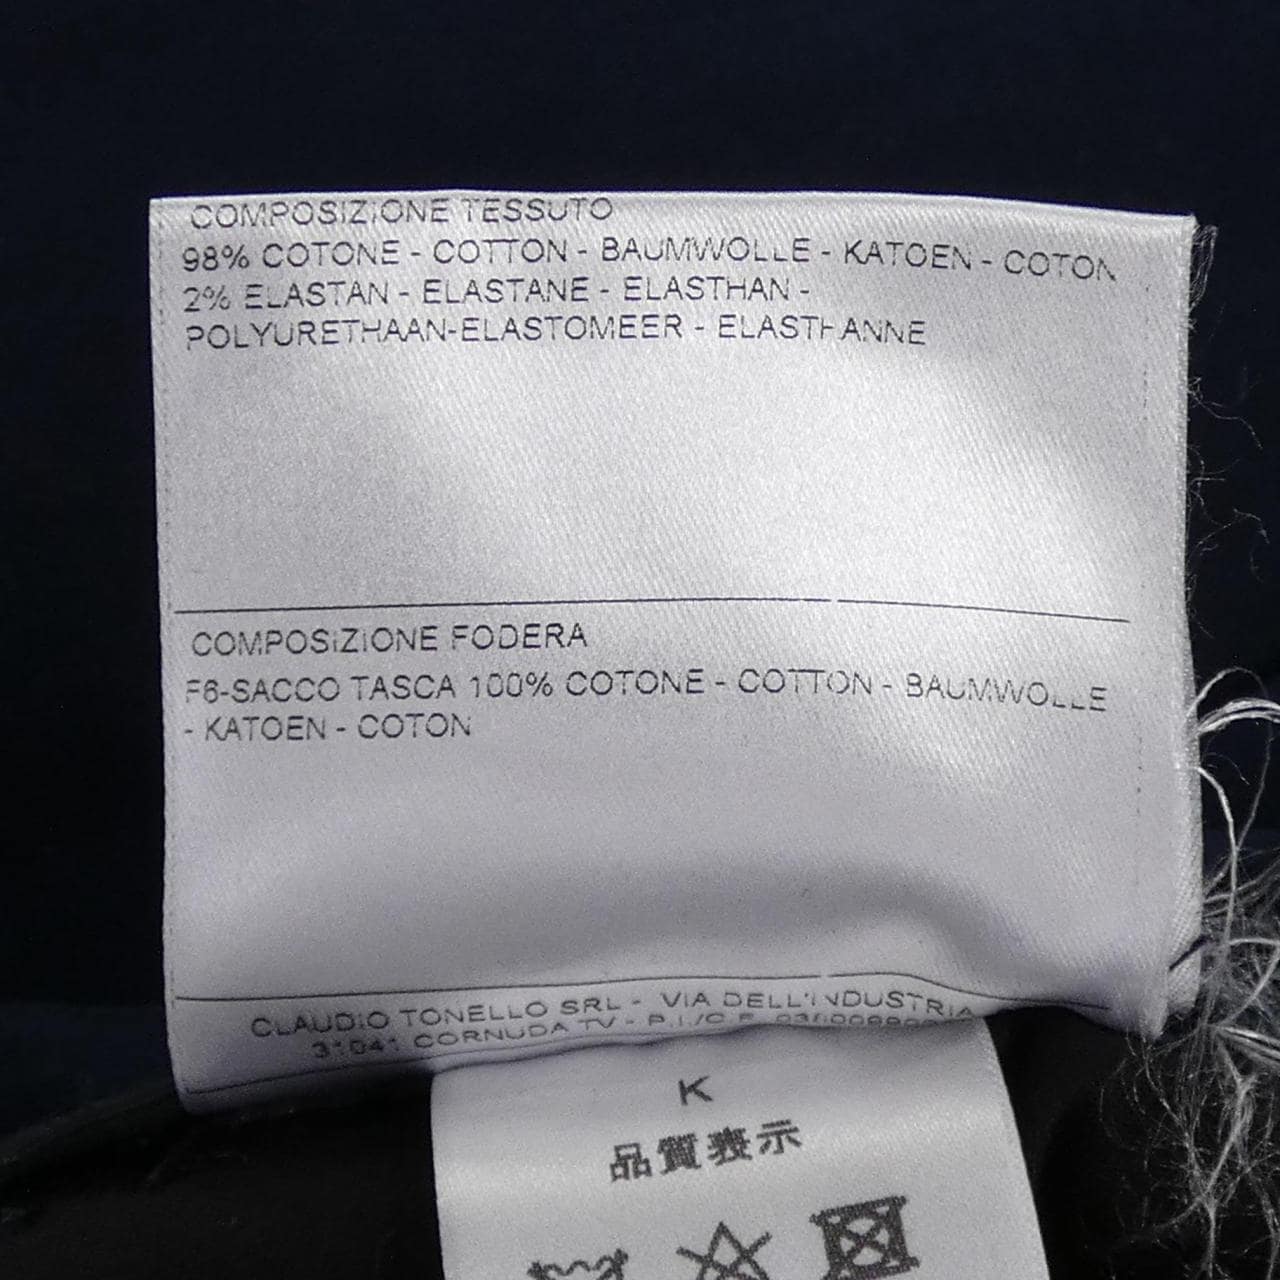 COMPOSIZIONE TESSUTO
98% COTONE - COTTON - BAUMWOLLE - KATOEN - COTON
2% ELASTAN - ELASTANE - ELASTHAN -
POLYURETHAAN-ELASTOMEER - ELASTHANNE
COMPOSIZIONE FODERA
F6-SACCO TASCA 100% COTONE - COTTON - BAUMWOLLE
- KATOEN - COTON
CLAUDIO TONELLO SRL - VIA DELL'INDUSTRIA
31041 CORNUDA TV - P.I./C.F.
K
品質表示